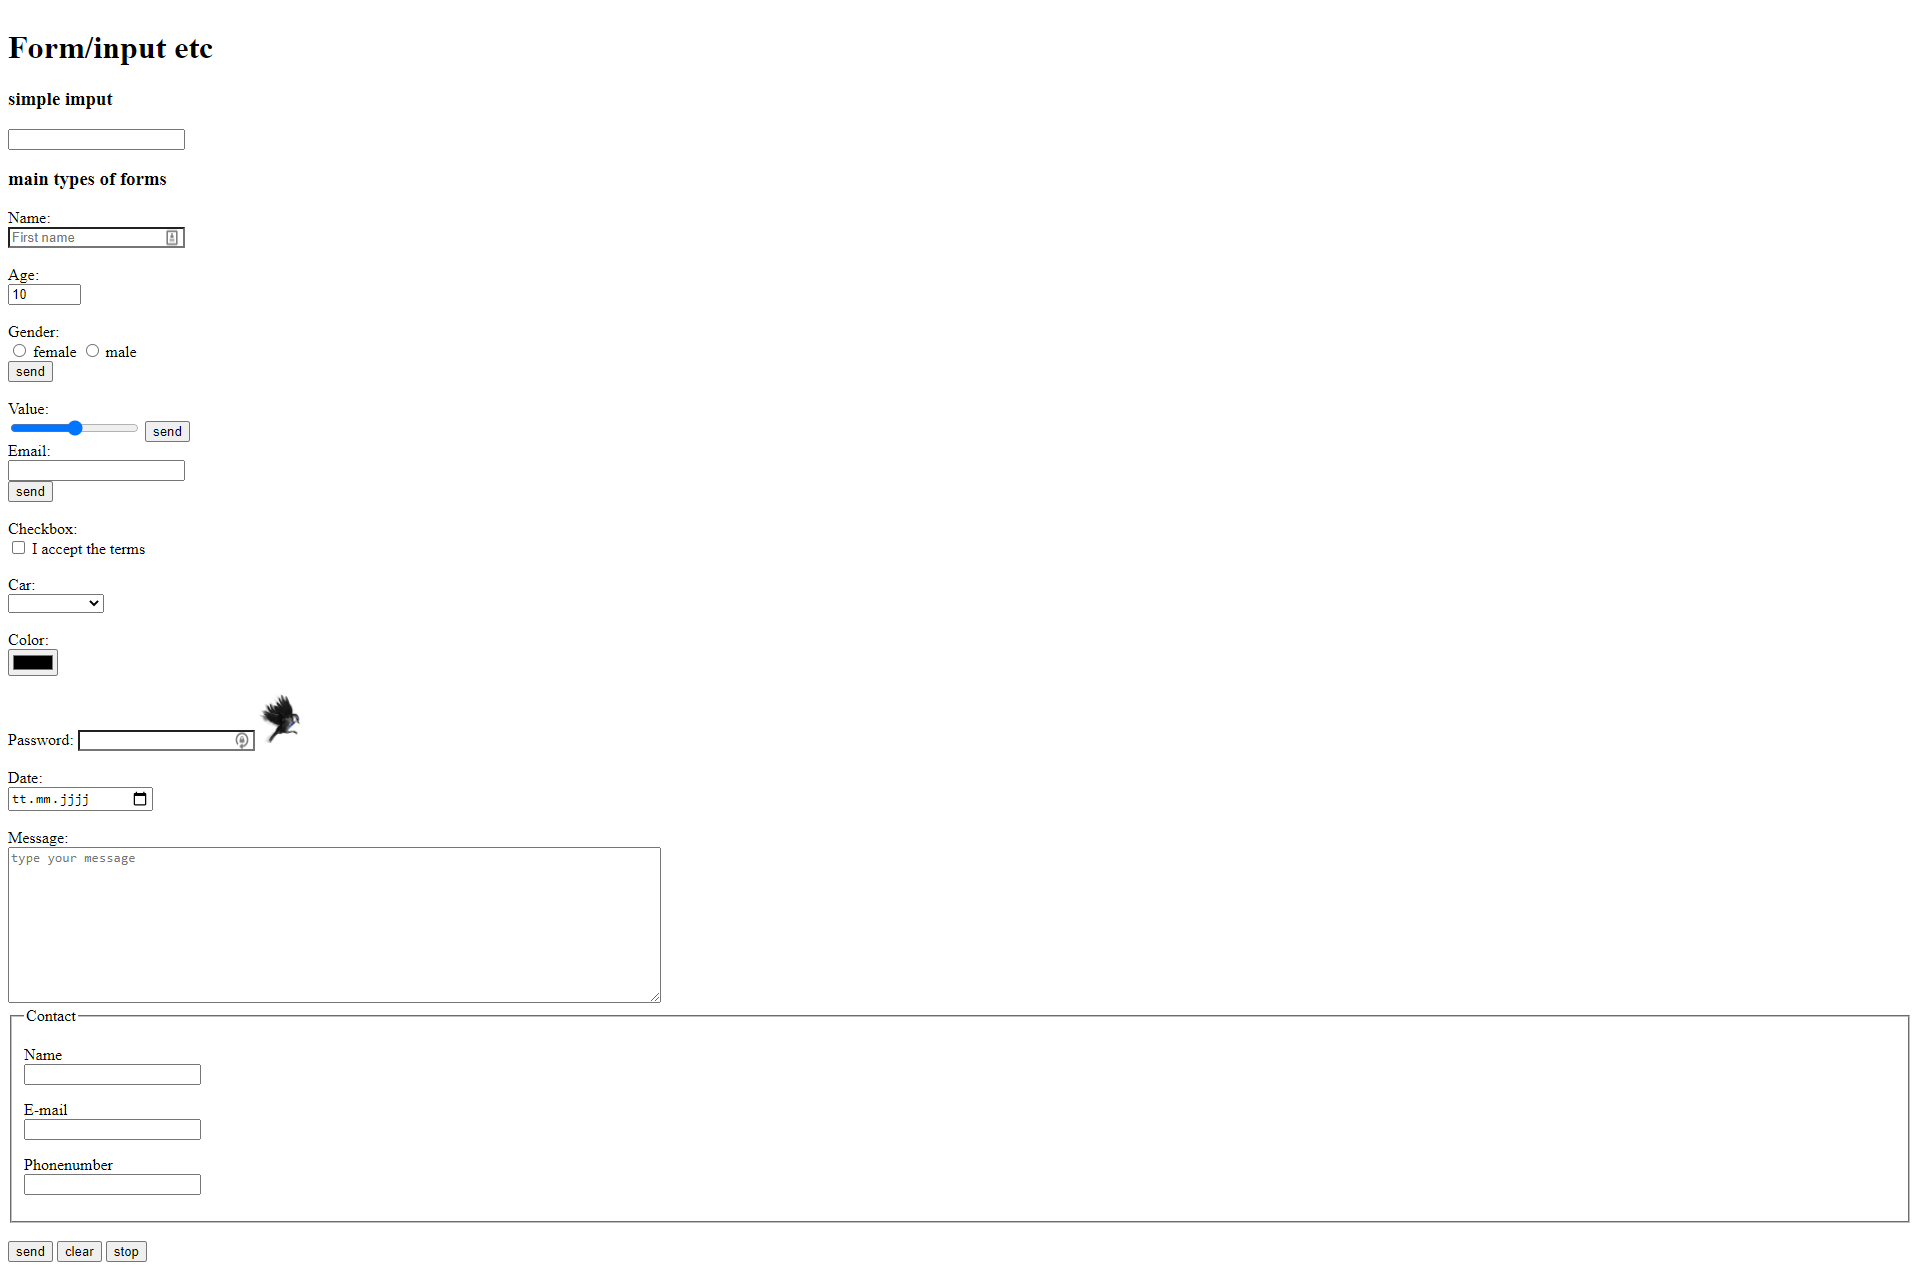 Form/input etc
simple imput
main types of forms
Name:
First name
Age:
10
Gender:
female male
send
Value:
send
Email:
send
Checkbox:
I accept the terms
Car:
Color:
Password:
Date:
tt.mm.jjjj
Message:
type your message
Contact
Name
E-mail
Phonenumber
send clear stop